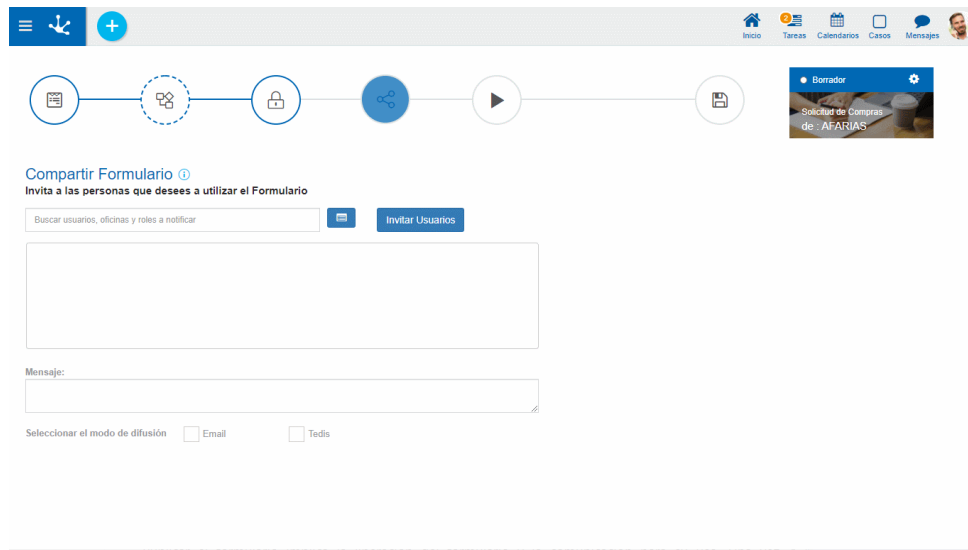 2
Inicio
Tareas
Calendarios
Casos
Mensajes
Borrador
Solicitud de Compras
de : AFARIAS
Compartir Formulario
Invita a las personas que desees a utilizar el Formulario
Buscar usuarios, oficinas y roles a notificar
Invitar Usuarios
Mensaje:
Seleccionar el modo de difusión
Email
Tedis